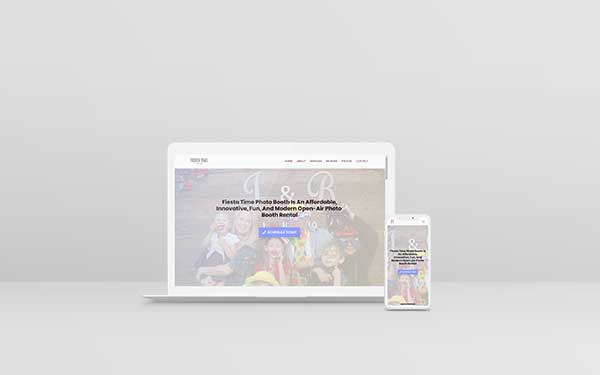 HOME ABOUT SERVICES REVIEWS PHOTOS CONTACT
J & B
Fiesta Time Photo Booth Is An Affordable,
Innovative, Fun, And Modern Open-Air Photo
Booth Rental
&
Fiesta Time Photo Booth Is
An Affordable,
Innovative, Fun, And
Modern Open-Air Photo
Booth Rental